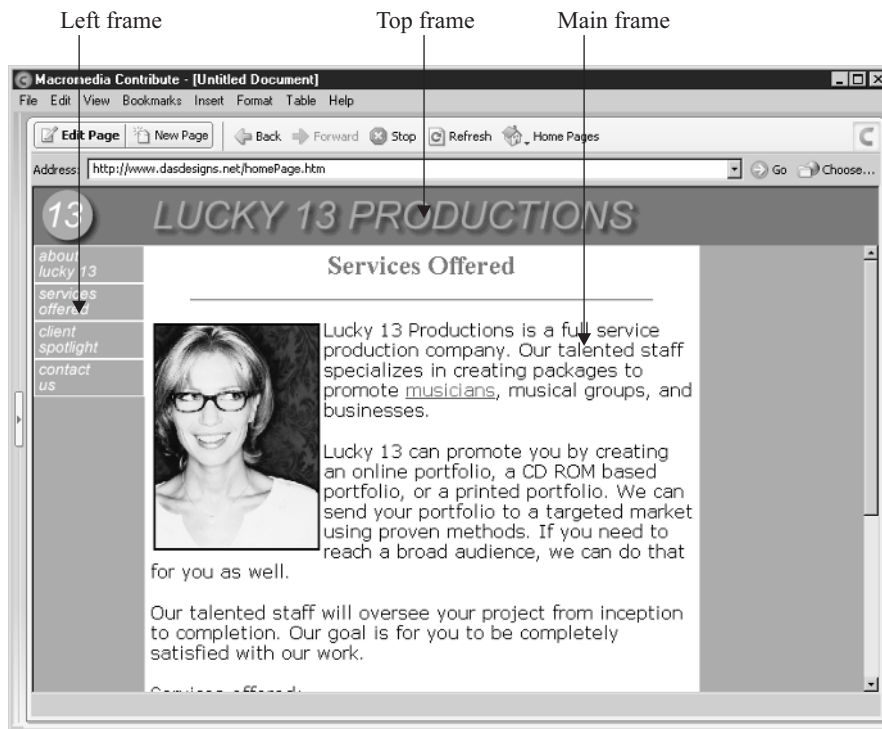 Left frame
Top frame
Main frame
Macromedia Contribute - [Untitled Document]
File Edit View Bookmarks Insert Format Table Help
Edit Page New Page Back Forward Stop Refresh Home Pages
Address: http://www.dasdesigns.net/homePage.htm Go Choose...
13 LUCKY 13 PRODUCTIONS
about
lucky 13
services
offered
client
spotlight
contact
us
Services Offered
Lucky 13 Productions is a full service
production company. Our talented staff
specializes in creating packages to
promote musicians, musical groups, and
businesses.
Lucky 13 can promote you by creating
an online portfolio, a CD ROM based
portfolio, or a printed portfolio. We can
send your portfolio to a targeted market
using proven methods. If you need to
reach a broad audience, we can do that
for you as well.
Our talented staff will oversee your project from inception
to completion. Our goal is for you to be completely
satisfied with our work.
Services offered: